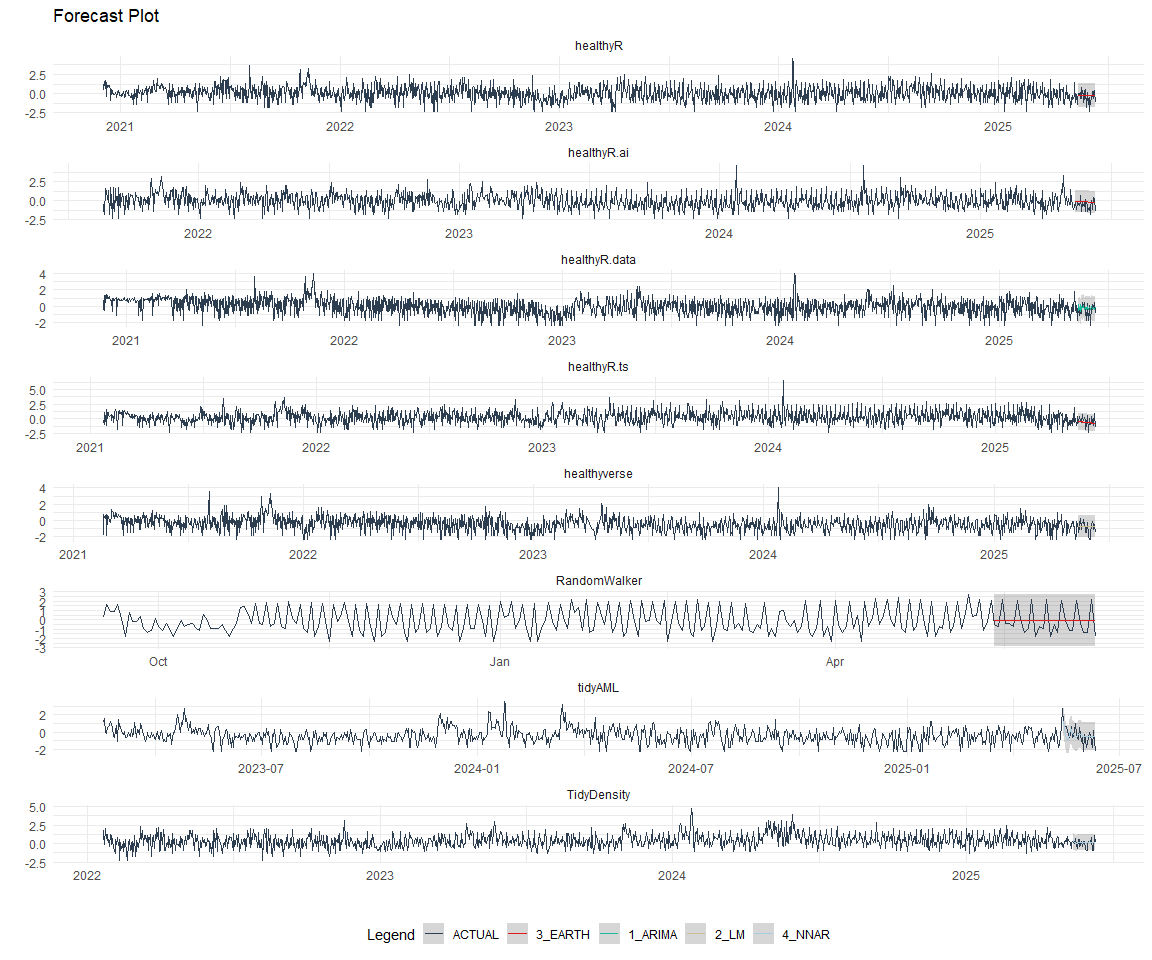 Forecast Plot
healthyR
2.5
0.0
-2.5
2021 2022 2023 2024 2025
healthyR.ai
2.5
0.0
-2.5
2022 2023 2024 2025
healthyR.data
4
2
0
-2
2021 2022 2023 2024 2025
healthyR.ts
5.0
2.5
0.0
-2.5
2021 2022 2023 2024 2025
healthyverse
4
2
0
-2
2021 2022 2023 2024 2025
RandomWalker
3
2
1
0
-1
-2
-3
Oct Jan Apr
tidyAML
2
0
-2
2023-07 2024-01 2024-07 2025-01 2025-07
TidyDensity
5.0
2.5
0.0
-2.5
2022 2023 2024 2025
Legend ACTUAL 3_EARTH 1_ARIMA 2_LM 4_NNAR